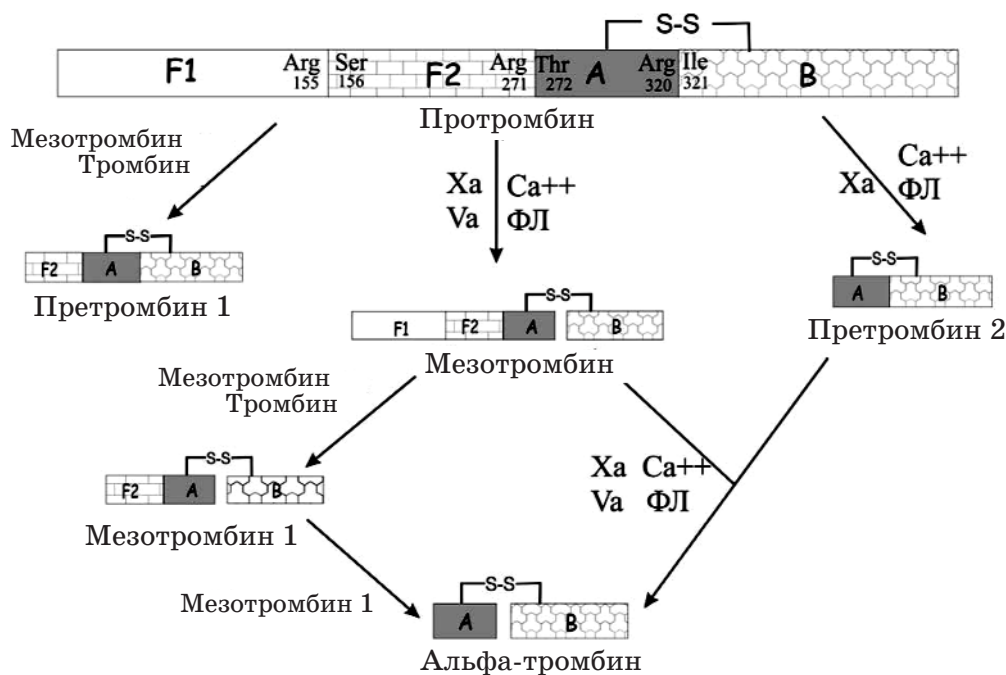 S-S
F1 Arg 155 Ser 156 F2 Arg 271 Thr 272 A Arg 320 Ile 321 B
Протромбин
Мезотромбин
Тромбин
Xa Ca++
Va ФЛ
Ca++
Xa ФЛ
S-S
F2 A B
Претромбин 1
S-S
F1 F2 A B
Мезотромбин
S-S
A B
Претромбин 2
Мезотромбин
Тромбин
S-S
F2 A B
Мезотромбин 1
Xa Ca++
Va ФЛ
Мезотромбин 1
S-S
A B
Альфа-тромбин